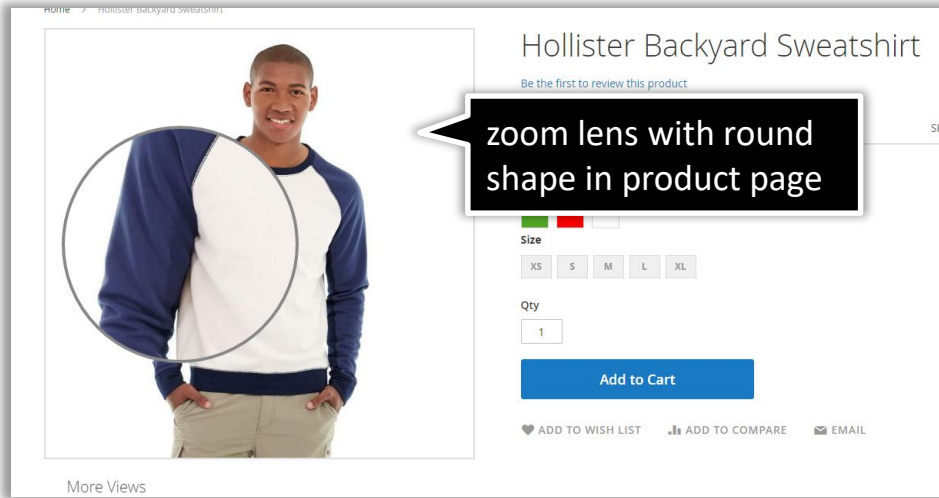 Home > Hollister Backyard Sweatshirt
Hollister Backyard Sweatshirt
Be the first to review this product
zoom lens with round
shape in product page
Size
XS S M L XL
Qty
1
Add to Cart
ADD TO WISH LIST ADD TO COMPARE EMAIL
More Views